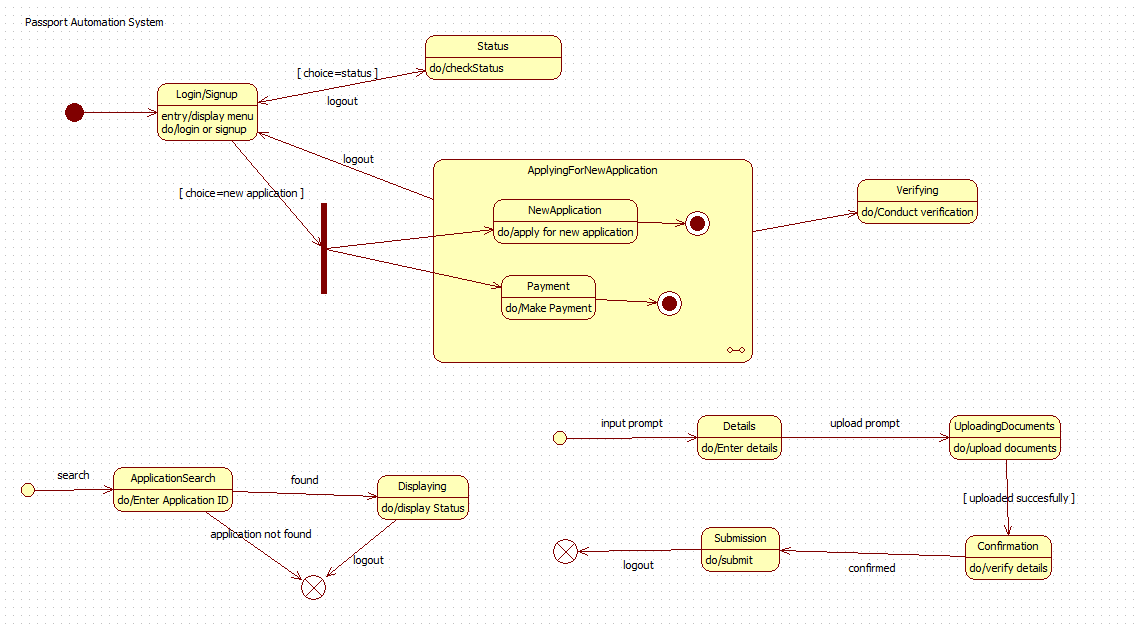 Passport Automation System
Status
do/checkStatus
[ choice=status ]
logout
Login/Signup
entry/display menu
do/login or signup
logout
[ choice=new application ]
ApplyingForNewApplication
NewApplication
do/apply for new application
Payment
do/Make Payment
Verifying
do/Conduct verification
search
ApplicationSearch
do/Enter Application ID
found
Displaying
do/display Status
application not found
logout
input prompt
Details
do/Enter details
upload prompt
UploadingDocuments
do/upload documents
[ uploaded succesfully ]
Confirmation
do/verify details
confirmed
Submission
do/submit
logout